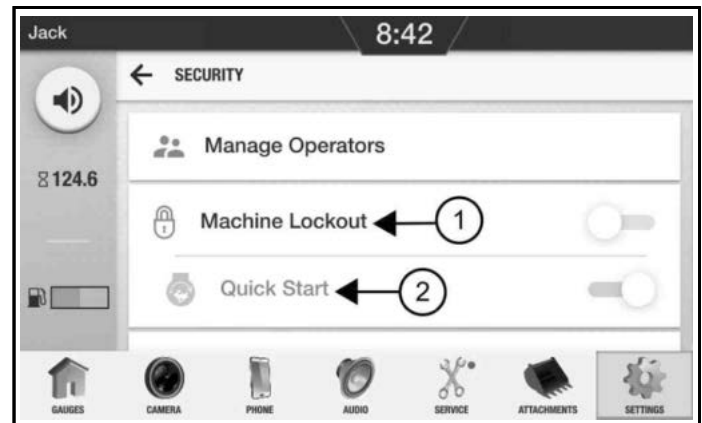 Jack
8:42
← SECURITY
Manage Operators
124.6
Machine Lockout 1
Quick Start 2
GAUGES CAMERA PHONE AUDIO SERVICE ATTACHMENTS SETTINGS